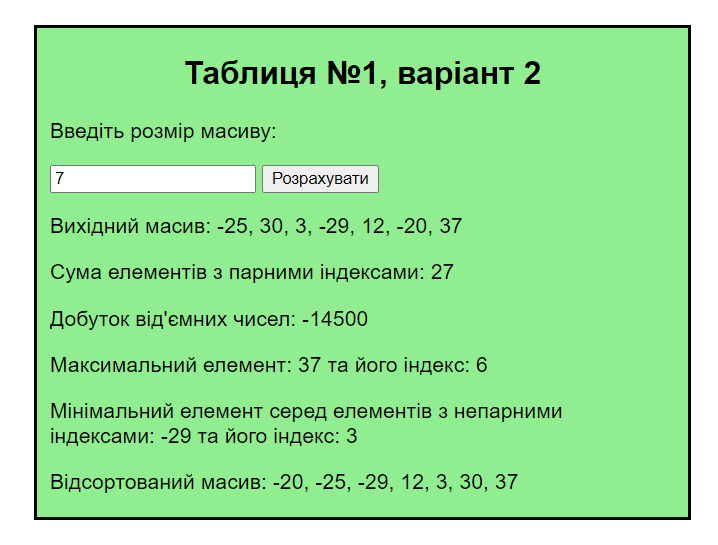 Таблиця №1, варіант 2
Введіть розмір масиву:
7 Розрахувати
Вихідний масив: -25, 30, 3, -29, 12, -20, 37
Сума елементів з парними індексами: 27
Добуток від'ємних чисел: -14500
Максимальний елемент: 37 та його індекс: 6
Мінімальний елемент серед елементів з непарними
індексами: -29 та його індекс: 3
Відсортований масив: -20, -25, -29, 12, 3, 30, 37